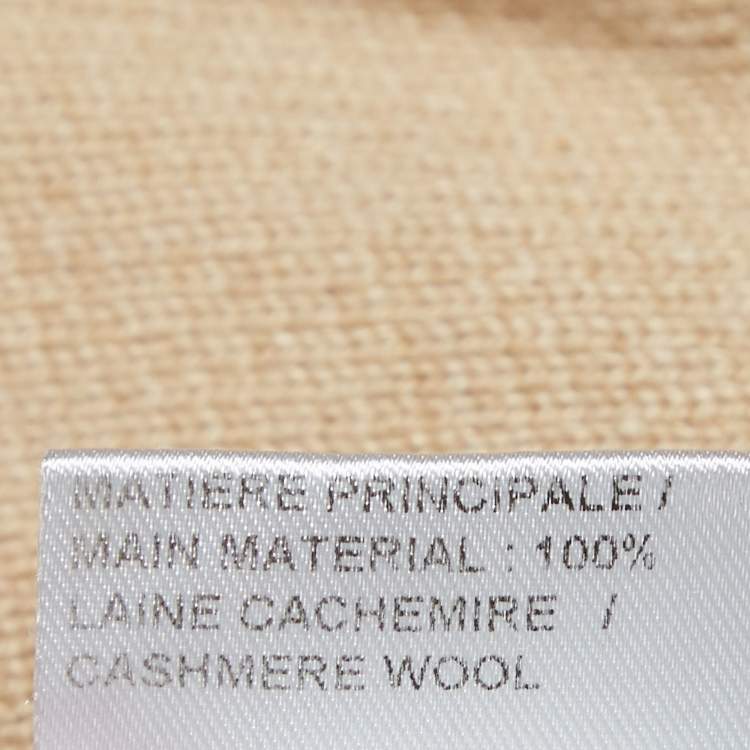 MATIERE PRINCIPALE /
MAIN MATERIAL : 100%
LAINE CACHEMIRE /
CASHMERE WOOL